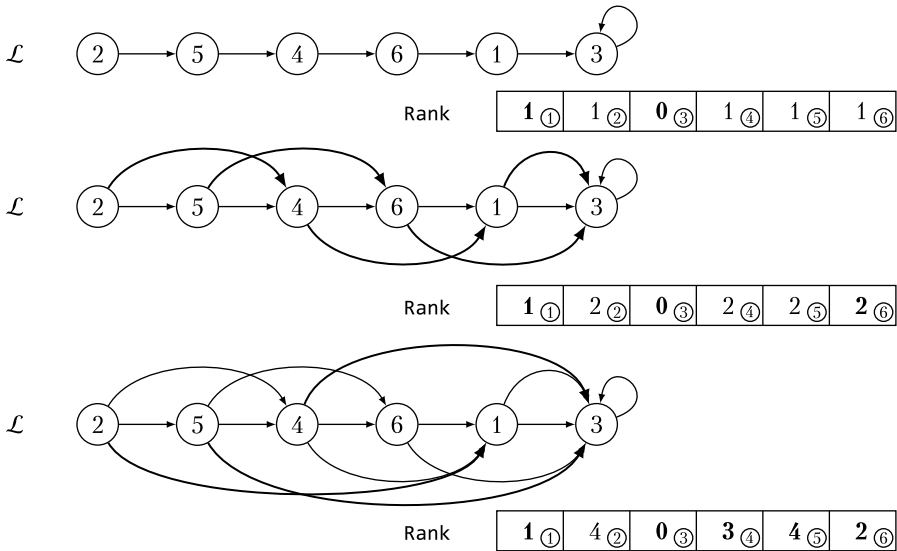 ℒ 2 5 4 6 1 3
Rank 1 ① 1 ② 0 ③ 1 ④ 1 ⑤ 1 ⑥
ℒ 2 5 4 6 1 3
Rank 1 ① 2 ② 0 ③ 2 ④ 2 ⑤ 2 ⑥
ℒ 2 5 4 6 1 3
Rank 1 ① 4 ② 0 ③ 3 ④ 4 ⑤ 2 ⑥